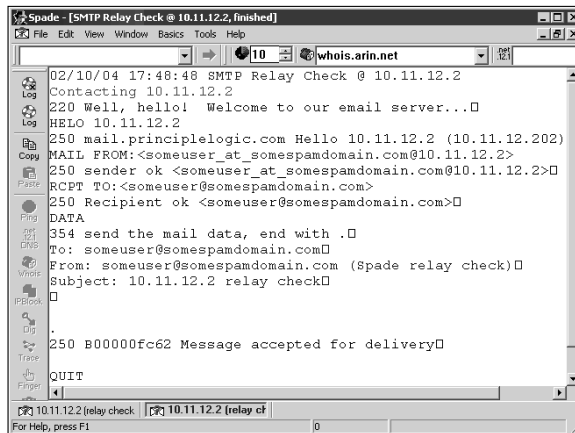 Spade - [SMTP Relay Check @ 10.11.12.2, finished]
File Edit View Window Basics Tools Help
10 whois.arin.net .net 12.1
Log
Log
Copy
Paste
Ping
.net 12.1 DNS
Whois
IPBlock
Dig
Trace
Finger
02/10/04 17:48:48 SMTP Relay Check @ 10.11.12.2
Contacting 10.11.12.2
220 Well, hello! Welcome to our email server...□
HELO 10.11.12.2
250 mail.principlelogic.com Hello 10.11.12.2 (10.11.12.202)
MAIL FROM:<someuser_at_somespamdomain.com@10.11.12.2>
250 sender ok <someuser_at_somespamdomain.com@10.11.12.2>□
RCPT TO:<someuser@somespamdomain.com>
250 Recipient ok <someuser@somespamdomain.com>□
DATA
354 send the mail data, end with .□
To: someuser@somespamdomain.com□
From: someuser@somespamdomain.com (Spade relay check)□
Subject: 10.11.12.2 relay check□
□
.
250 B00000fc62 Message accepted for delivery□
QUIT
10.11.12.2 (relay check 10.11.12.2 (relay ch
For Help, press F1 0